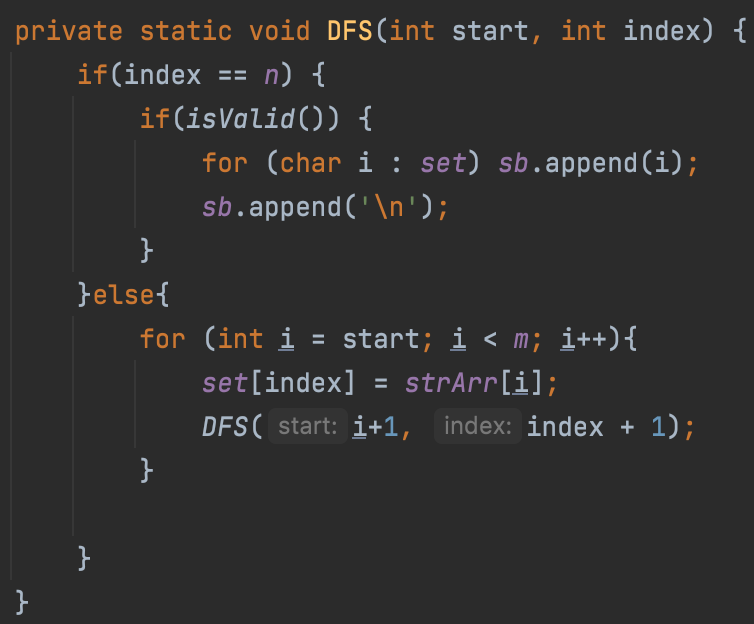 private static void DFS(int start, int index) {
    if(index == n) {
        if(isValid()) {
            for (char i : set) sb.append(i);
            sb.append('\n');
        }
    }else{
        for (int i = start; i < m; i++){
            set[index] = strArr[i];
            DFS( start: i+1, index: index + 1);
        }

    }
}